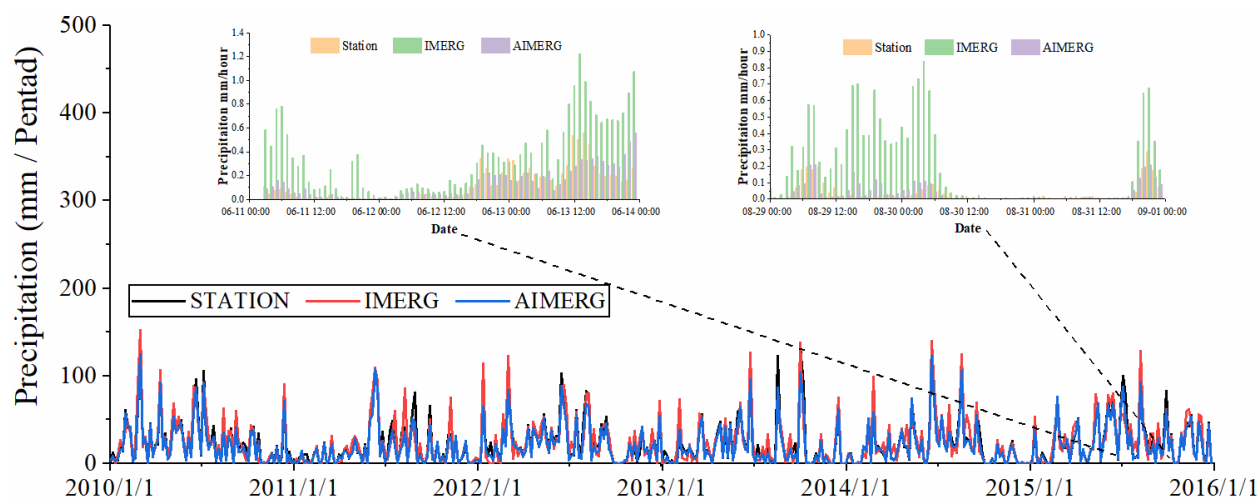 Precipitation (mm / Pentad)
500
400
300
200
100
0
2010/1/1 2011/1/1 2012/1/1 2013/1/1 2014/1/1 2015/1/1 2016/1/1
STATION IMERG AIMERG
Precipitaiton mm/hour
Station IMERG AIMERG
1.4
1.2
1.0
0.8
0.6
0.4
0.2
0.0
06-11 00:00 06-11 12:00 06-12 00:00 06-12 12:00 06-13 00:00 06-13 12:00 06-14 00:00
Date
Precipitaiton mm/hour
Station IMERG AIMERG
1.0
0.9
0.8
0.7
0.6
0.5
0.4
0.3
0.2
0.1
0.0
08-29 00:00 08-29 12:00 08-30 00:00 08-30 12:00 08-31 00:00 08-31 12:00 09-01 00:00
Date